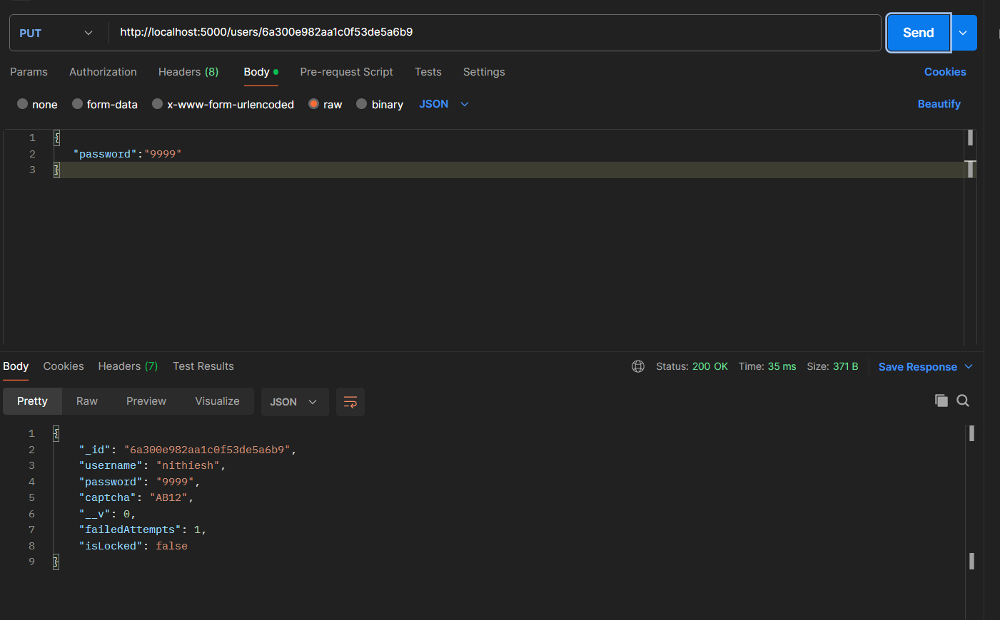 PUT http://localhost:5000/users/6a300e982aa1c0f53de5a6b9 Send
Params Authorization Headers (8) Body Pre-request Script Tests Settings Cookies
none form-data x-www-form-urlencoded raw binary JSON Beautify
1 {
2 "password":"9999"
3 }
Body Cookies Headers (7) Test Results Status: 200 OK Time: 35 ms Size: 371 B Save Response
Pretty Raw Preview Visualize JSON
1 {
2 "_id": "6a300e982aa1c0f53de5a6b9",
3 "username": "nithiesh",
4 "password": "9999",
5 "captcha": "AB12",
6 "__v": 0,
7 "failedAttempts": 1,
8 "isLocked": false
9 }